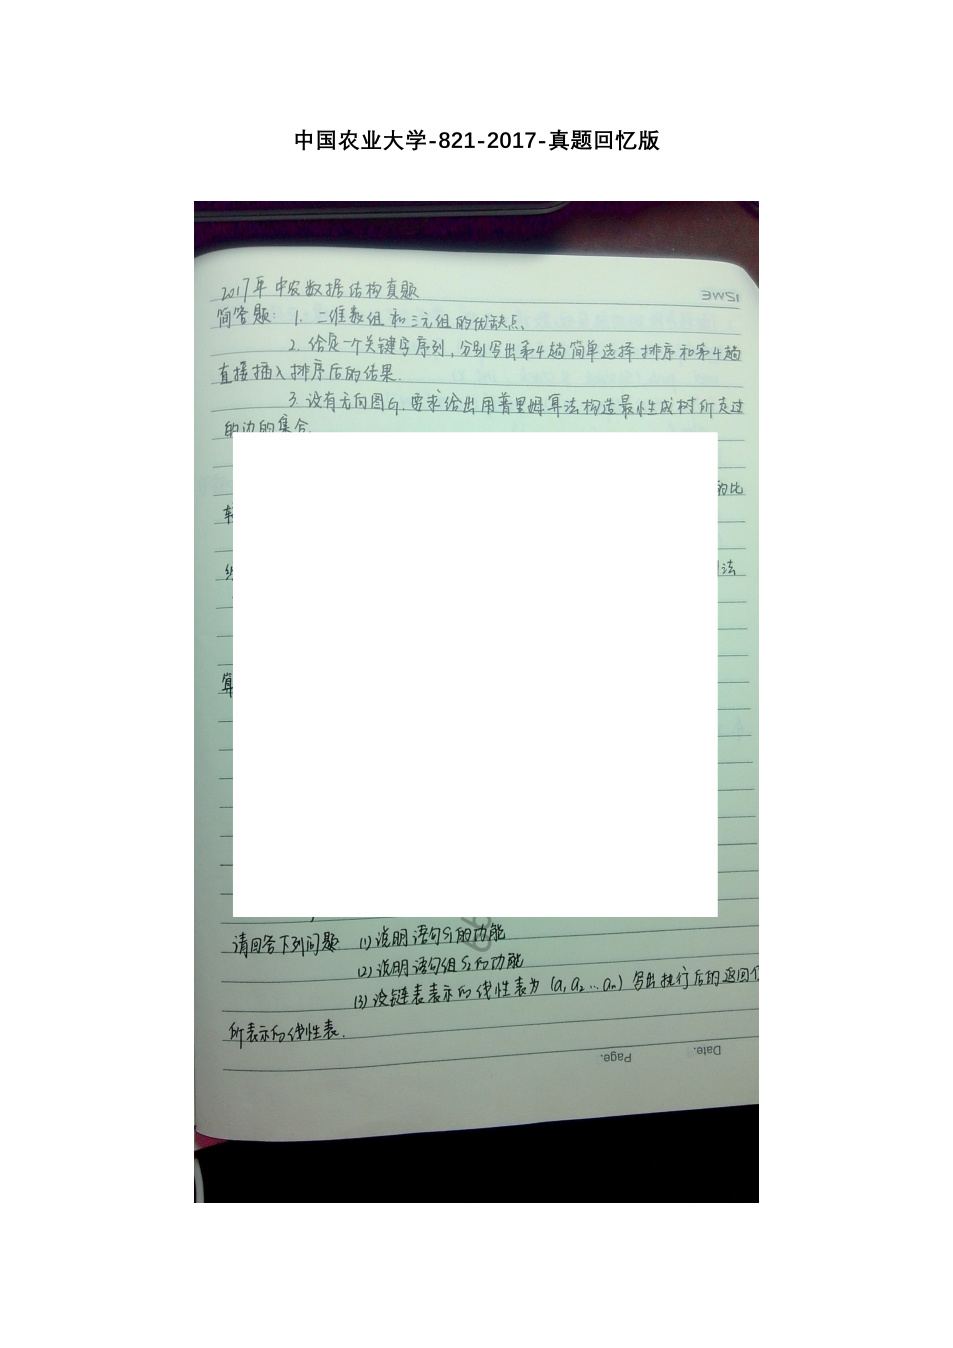 中国农业大学-821-2017-真题回忆版
ISWE
2017年中农数据结构真题
简答题: 1. 二维数组和三元组的优缺点、
2. 给定一个关键字序列,分别写出第4趟简单选择排序和第4趟
直接插入排序后的结果.
3. 设有无向图G,要求给出用普里姆算法构造最小生成树所走过
的边的集合.
的比
较
法
算
请回答下列问题 (1)说明语句S1的功能
(2)说明语句组S2的功能
(3)设链表表示的线性表为(a1 a2 … an)写出执行后的返回值
所表示的线性表.
Page. Date.